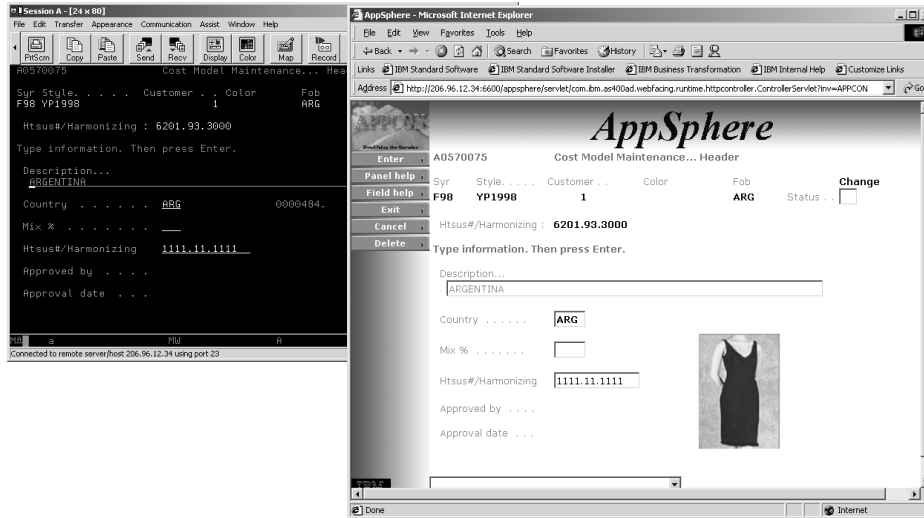 Session A - [24 x 80]
File Edit Transfer Appearance Communication Assist Window Help
PrtScrn Copy Paste Send Recv Display Color Map Record
A0570075 Cost Model Maintenance... Hea
Syr Style. . . . . Customer . . Color Fob
F98 YP1998 1 ARG
Htsus#/Harmonizing : 6201.93.3000
Type information. Then press Enter.
Description...
ARGENTINA
Country . . . . . . ARG 0000484.
Mix % . . . . . . .
Htsus#/Harmonizing 1111.11.1111
Approved by . . . .
Approval date . . .
a MW A
Connected to remote server/host 206.96.12.34 using port 23
AppSphere - Microsoft Internet Explorer
File Edit View Favorites Tools Help
Back Search Favorites History
Links IBM Standard Software IBM Standard Software Installer IBM Business Transformation IBM Internal Help Customize Links
Address http://206.96.12.34:6600/appsphere/servlet/com.ibm.as400ad.webfacing.runtime.httpcontroller.ControllerServlet?inv=APPCON Go
APPCON
AppSphere
Enter
Panel help
Field help
Exit
Cancel
Delete
A0570075 Cost Model Maintenance... Header
Syr Style. . . . . Customer . . Color Fob Change
F98 YP1998 1 ARG Status . .
Htsus#/Harmonizing : 6201.93.3000
Type information. Then press Enter.
Description...
ARGENTINA
Country . . . . . . ARG
Mix % . . . . . . .
Htsus#/Harmonizing 1111.11.1111
Approved by . . . .
Approval date . . .
IBM
Done Internet